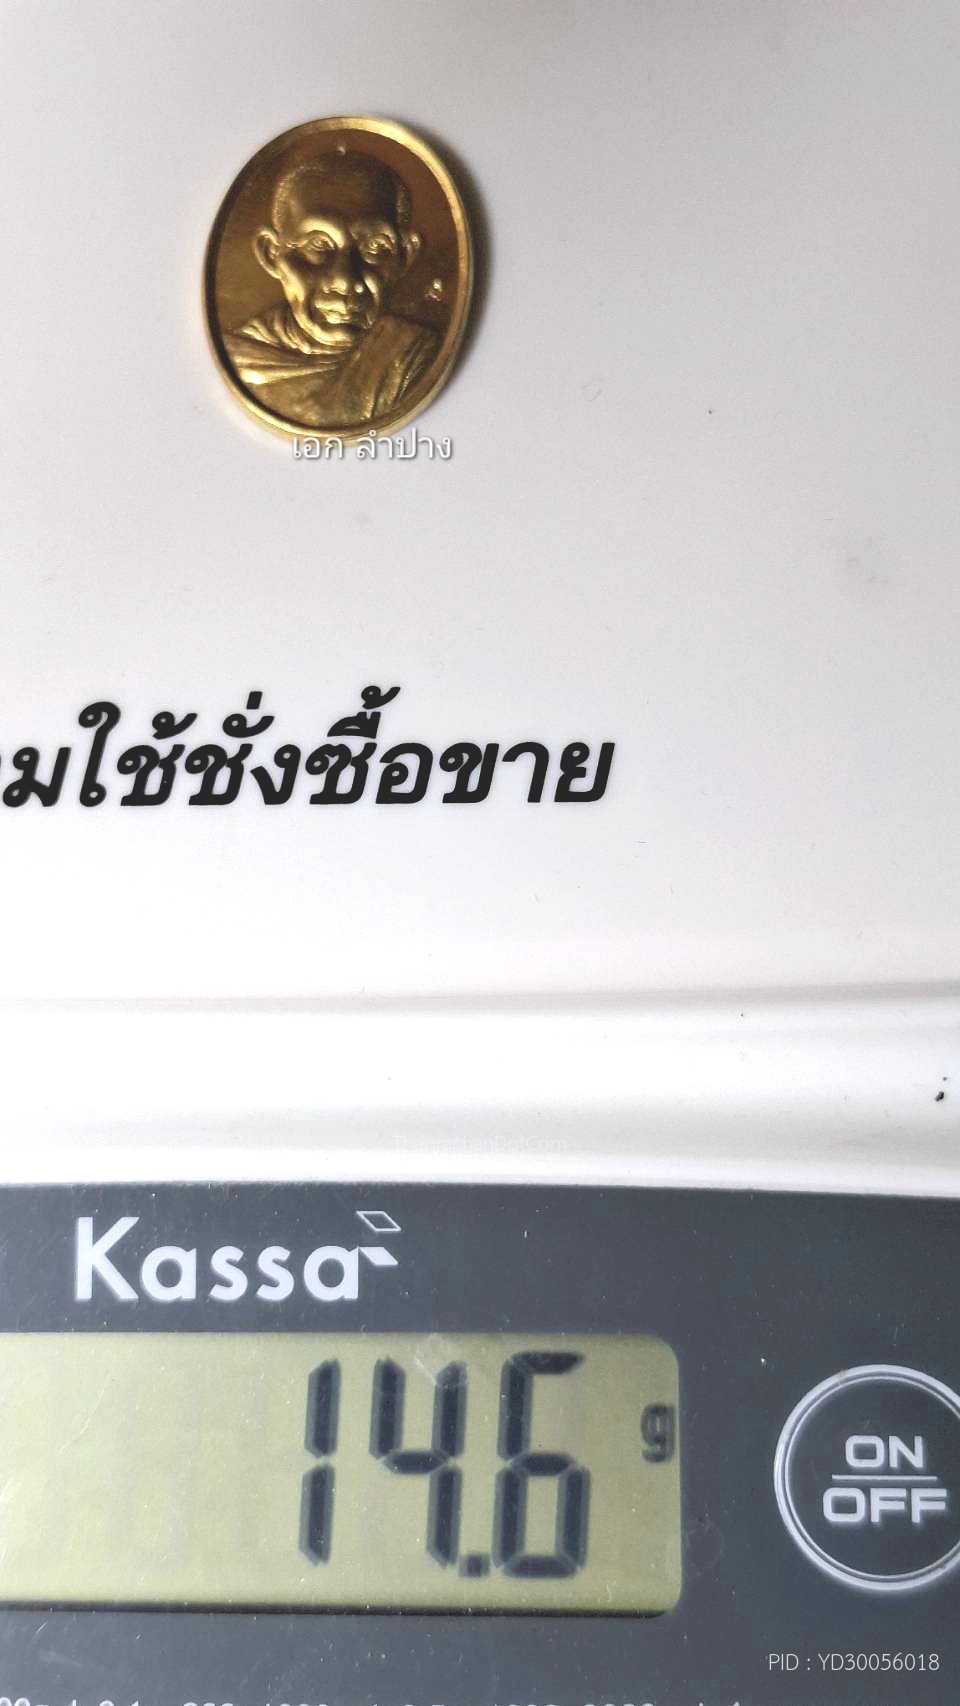 เอก ลำปาง
มใช้ชั่งซื้อขาย
ThaprachanDotCom
Kassa
14.6 g
ON
OFF
PID : YD30056018